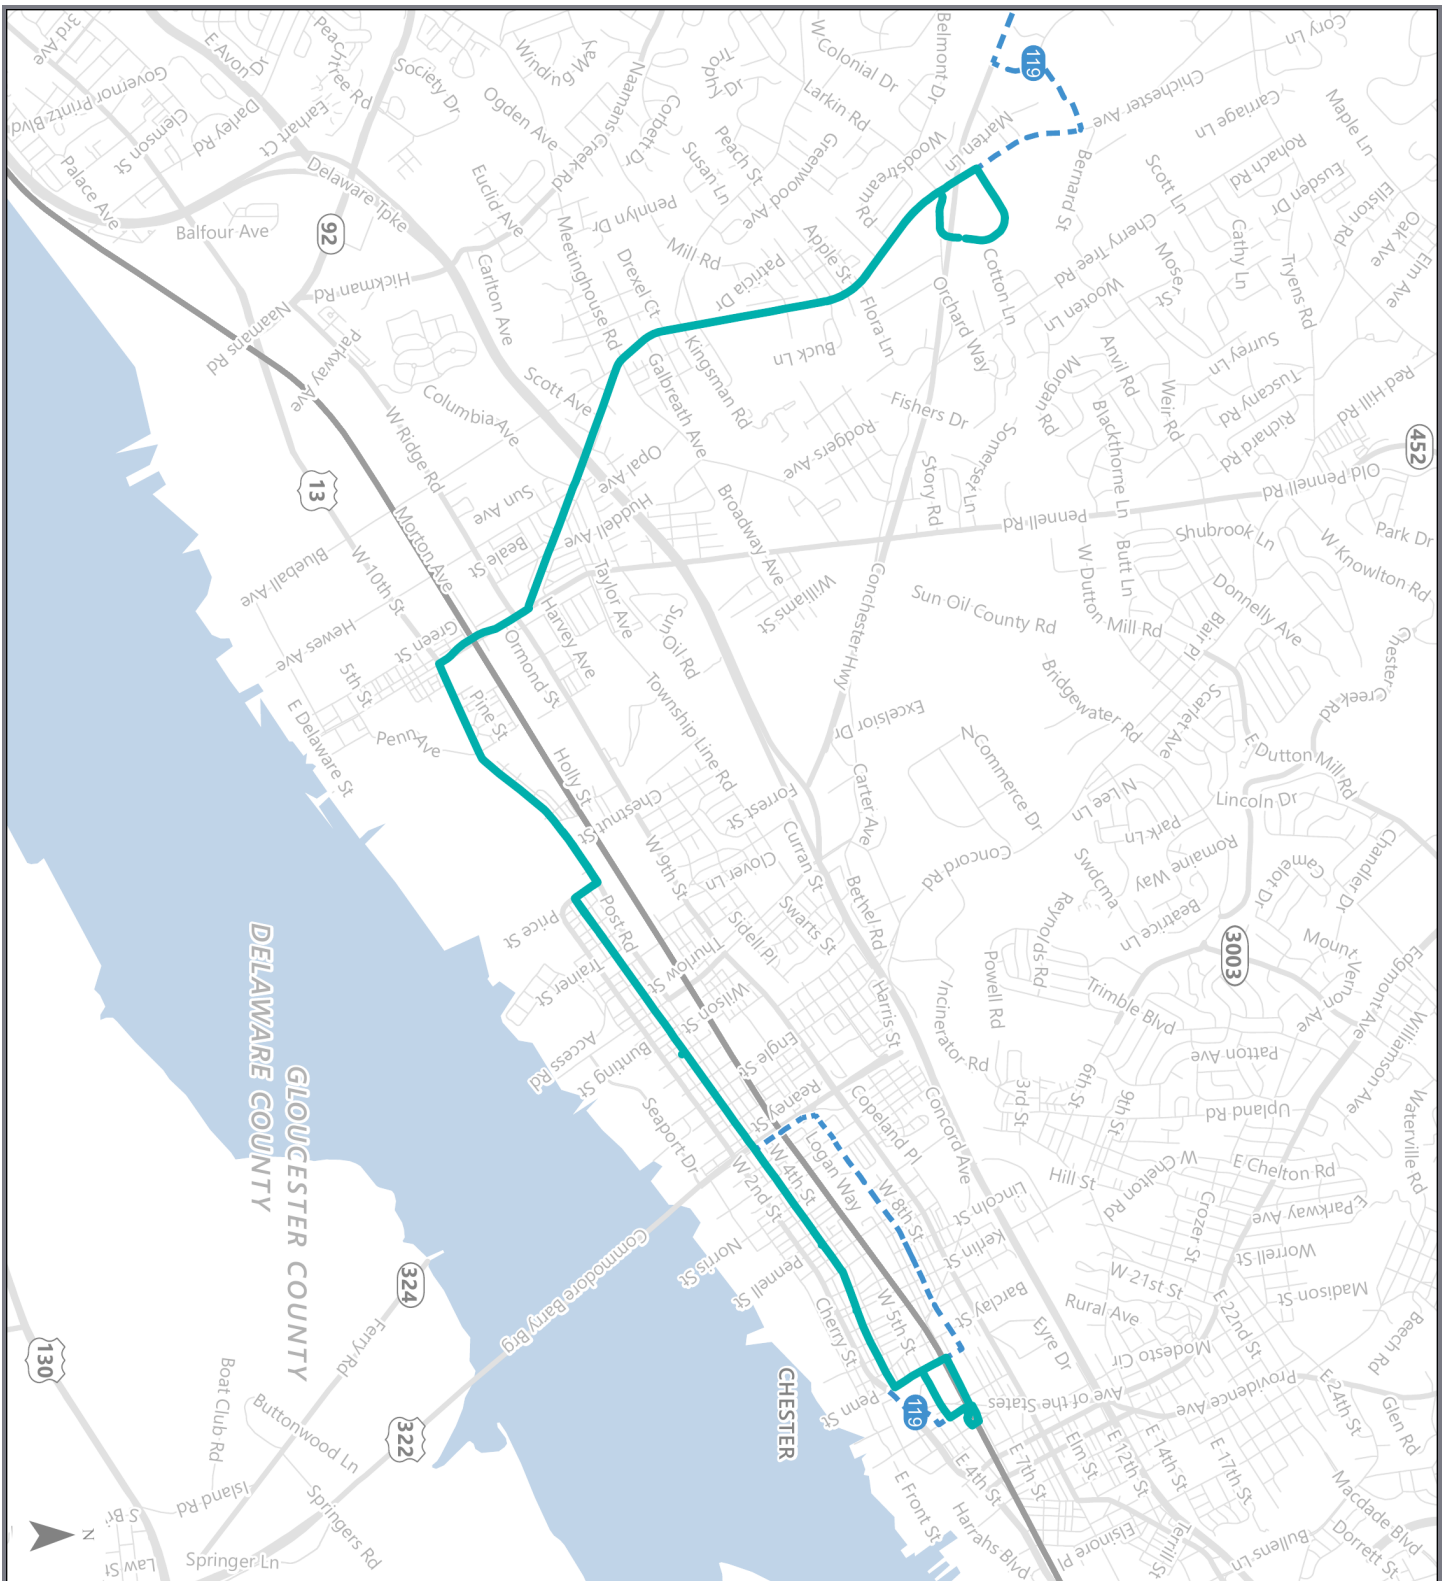 3rd Ave
E Avon Dr
Peachtree Rd
Governor Printz Blvd
Clemson St
Darley Rd
Earhart Ct
Palace Ave
Society Dr
Winding Way
Ogden Ave
Naamans Creek Rd
Corbett Dr
Trophy Dr
W Colonial Dr
Larkin Rd
Belmont Dr
119
Marten Ln
Chichester Ave
Cory Ln
Carriage Ln
Maple Ln
Rohach Rd
Eusden Dr
Elston Rd
Oak Ave
Elm Ave
Bernard St
Scott Ln
Cherry Tree Rd
Cathy Ln
Moser St
Tryens Rd
Wooten Ln
Woodstream Rd
Greenwood Ave
Peach St
Susan Ln
Euclid Ave
Delaware Tpke
Balfour Ave
92
Hickman Rd
Naamans Rd
Parkway Ave
Carlton Ave
Meetinghouse Rd
Pennlyn Dr
Mill Rd
Drexel Ct
Patricia Dr
Apple St
Flora Ln
Buck Ln
Cotton Ln
Orchard Way
Kingsman Rd
Galbreath Ave
Scott Ave
Columbia Ave
W Ridge Rd
Fishers Dr
Rodgers Ave
Morgan Rd
Anvil Rd
Weir Rd
Surrey Ln
Tuscany Rd
Richard Rd
Red Hill Rd
452
Old Pennell Rd
Blackthorne Ln
Somerset Ln
Story Rd
Pennell Rd
Park Dr
Shubrook Ln
W Knowlton Rd
Butt Ln
W Dutton Mill Rd
Donnelly Ave
Blair Pl
Sun Oil County Rd
Conchester Hwy
Williams St
Broadway Ave
Opal Ave
Huddell Ave
Sun Ave
Beale St
Taylor Ave
Sun Oil Rd
Harvey Ave
Ormond St
Morton Ave
13
W 10th St
Blueball Ave
Hewes Ave
Green St
5th St
E Delaware St
Penn Ave
Pine St
Holly St
Township Line Rd
Excelsior Dr
Bridgewater Rd
Scarlet Ave
Chester Creek Rd
E Dutton Mill Rd
N Commerce Dr
N Lee Ln
Lincoln Dr
Park Ln
Romaine Way
Camelot Dr
Chandler Dr
Swdcma
Beatrice Ln
Carter Ave
Concord Rd
Forrest St
Curran St
Chestnut St
W 9th St
Clover Ln
Swarts St
Sidell Pl
Bethel Rd
Reynolds Rd
Powell Rd
Trimble Blvd
3003
Mount Vernon Ave
Edgmont Ave
Williamson Ave
Price St
Post Rd
Thurlow St
Wilson St
Trainer St
Harris St
Incinerator Rd
Access Rd
Bunting St
Engle St
Reaney St
Seaport Dr
Copeland Pl
Concord Ave
3rd St
6th St
9th St
Patton Ave
Upland Rd
Waterville Rd
W 2nd St
W 4th St
Logan Way
W 8th St
Lincoln St
Kerlin St
Hill St
W Chelton Rd
E Chelton Rd
E Parkway Ave
Crozer St
Worrell St
Madison St
W 21st St
Rural Ave
E 22nd St
Beech Rd
Norris St
Pennell St
Cherry St
W 5th St
Barclay St
Eyre Dr
Modesto Cir
Providence Ave
Ave of the States
E 24th St
Glen Rd
Commodore Barry Brg
DELAWARE COUNTY
GLOUCESTER COUNTY
324
Ferry Rd
130
Boat Club Rd
Buttonwood Ln
322
CHESTER
Penn St
119
E Front St
E 4th St
E 7th St
Elm St
E 12th St
E 14th St
E 17th St
Macdade Blvd
Dorrett St
Bullens Ln
Terrill St
Elsinore Pl
Harrahs Blvd
Island Rd
Springers Rd
Springer Ln
S Br
Law St
N